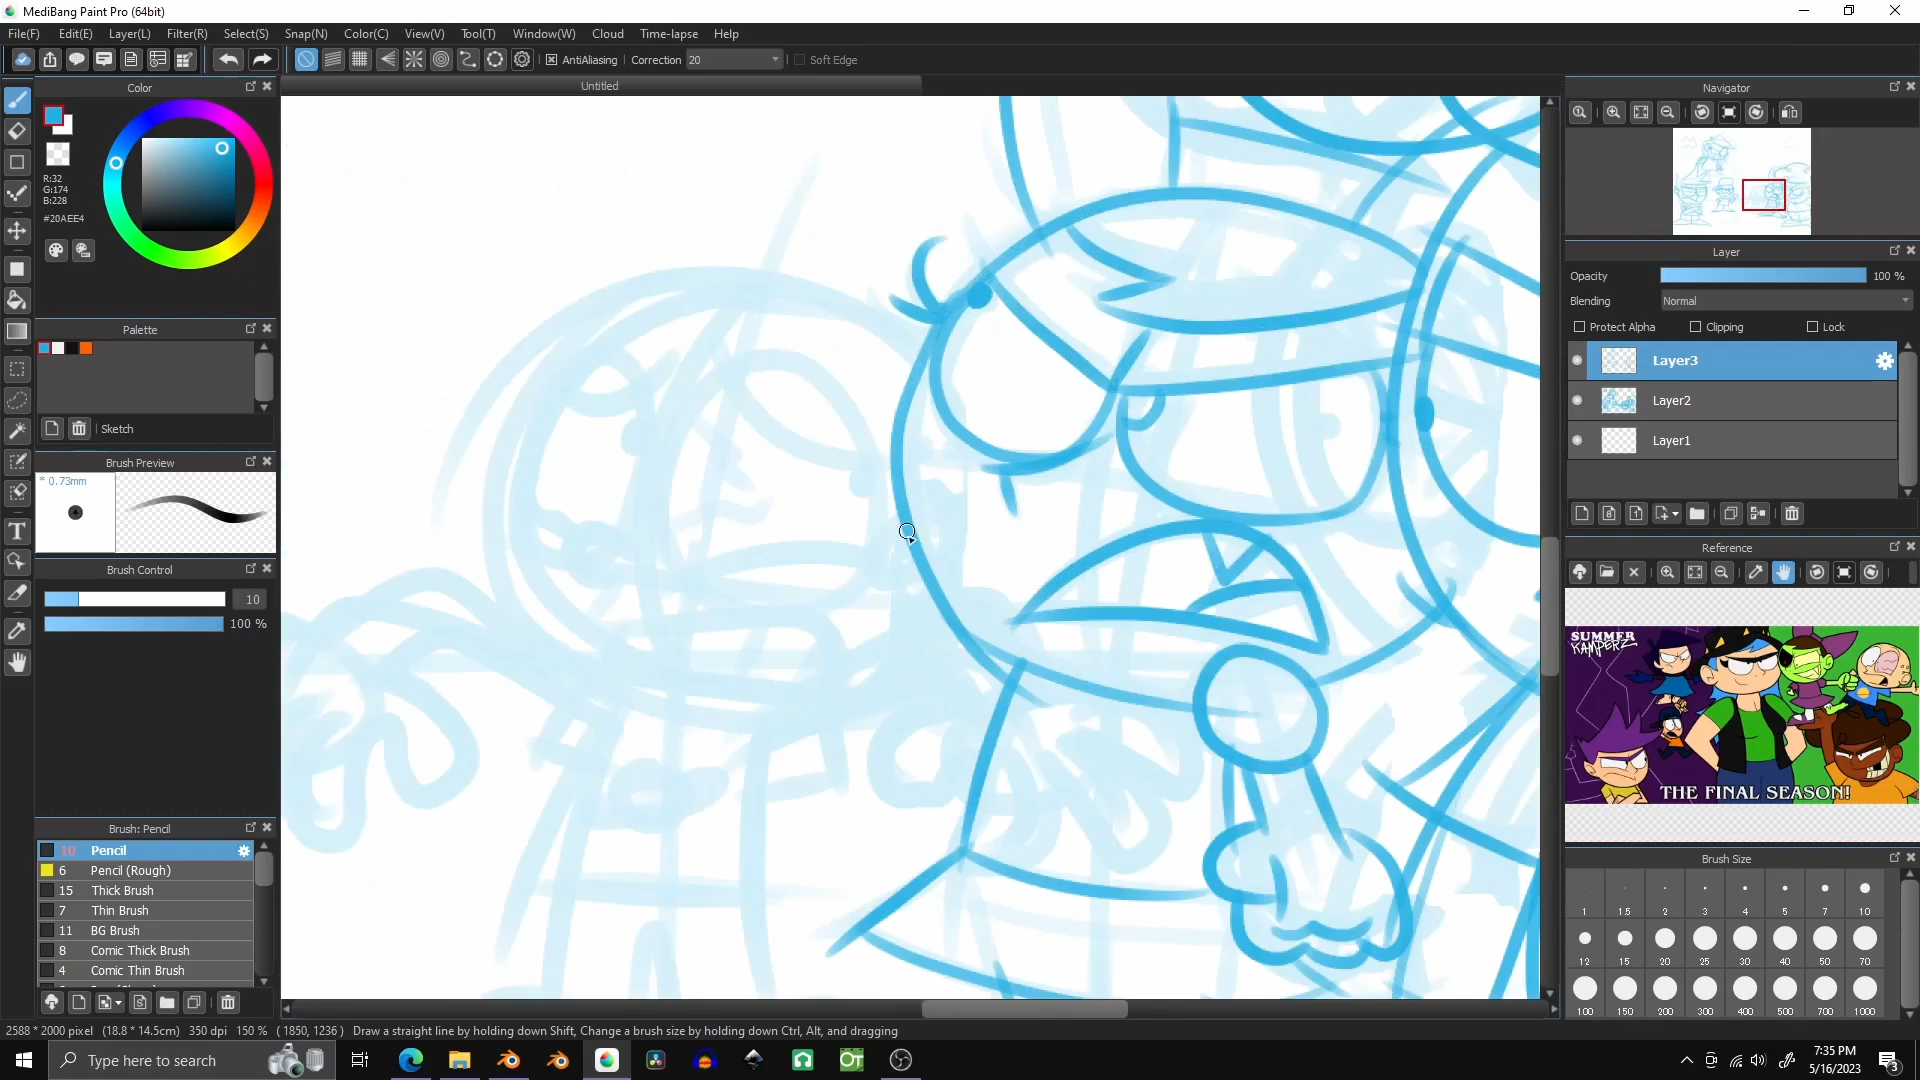 MediBang Paint Pro (64bit)
File(F) Edit(E) Layer(L) Filter(R) Select(S) Snap(N) Color(C) View(V) Tool(T) Window(W) Cloud Time-lapse Help
AntiAliasing Correction 20 Soft Edge
Color
Untitled
Navigator
R:32
G:174
B:228
#20AEE4
Layer
Opacity 100 %
Blending Normal
Protect Alpha Clipping Lock
Palette
Layer3
Layer2
Layer1
Sketch
Brush Preview
* 0.73mm
Reference
Brush Control
10
100 %
SUMMER
KAMPERZ
THE FINAL SEASON!
Brush: Pencil
10 Pencil
6 Pencil (Rough)
15 Thick Brush
7 Thin Brush
11 BG Brush
8 Comic Thick Brush
4 Comic Thin Brush
Brush Size
1 1.5 2 3 4 5 7 10
12 15 20 25 30 40 50 70
100 150 200 300 400 500 700 1000
2588 * 2000 pixel (18.8 * 14.5cm) 350 dpi 150 % ( 1850, 1236 ) Draw a straight line by holding down Shift, Change a brush size by holding down Ctrl, Alt, and dragging
Type here to search
OT
7:35 PM
5/16/2023
3